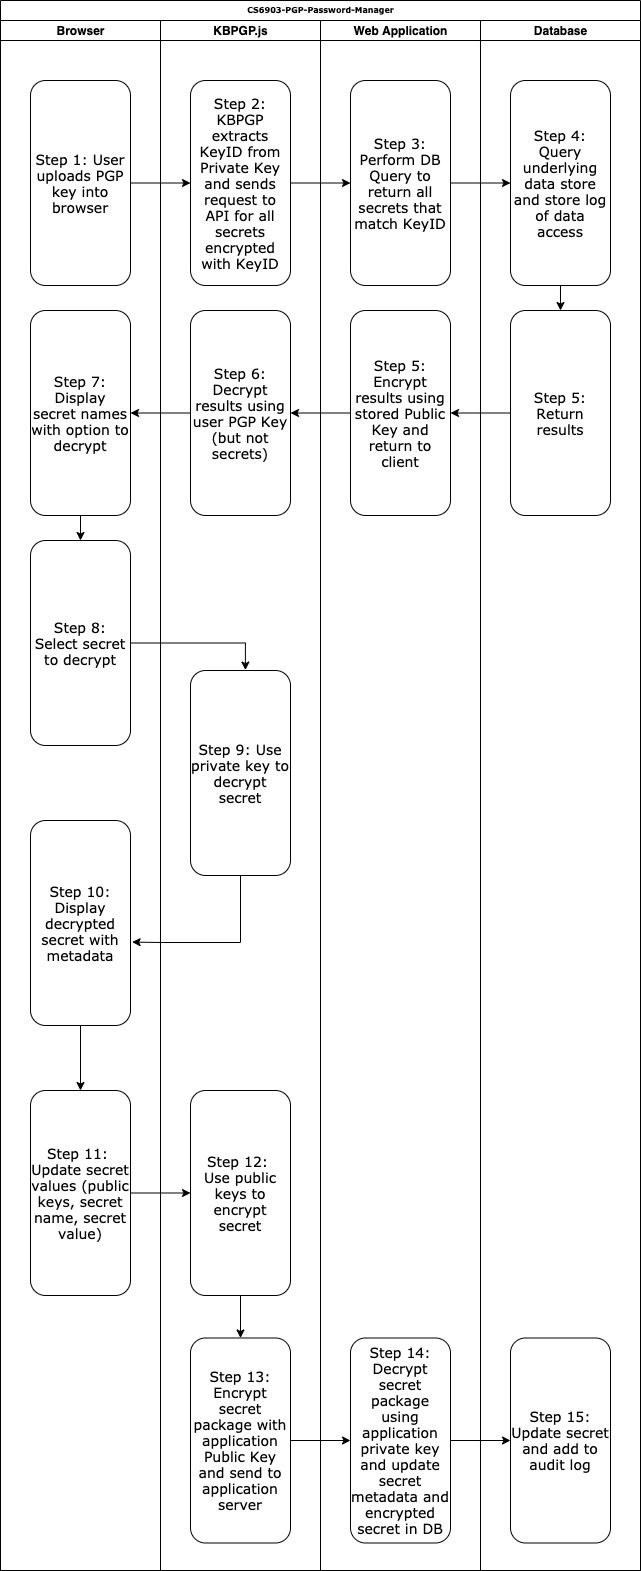 CS6903-PGP-Password-Manager
Browser
KBPGP.js
Web Application
Database
Step 1: User
uploads PGP
key into
browser
Step 2:
KBPGP
extracts
KeyID from
Private Key
and sends
request to
API for all
secrets
encrypted
with KeyID
Step 3:
Perform DB
Query to
return all
secrets that
match KeyID
Step 4:
Query
underlying
data store
and store log
of data
access
Step 7:
Display
secret names
with option to
decrypt
Step 6:
Decrypt
results using
user PGP Key
(but not
secrets)
Step 5:
Encrypt
results using
stored Public
Key and
return to
client
Step 5:
Return
results
Step 8:
Select secret
to decrypt
Step 9: Use
private key to
decrypt
secret
Step 10:
Display
decrypted
secret with
metadata
Step 11:
Update secret
values (public
keys, secret
name, secret
value)
Step 12:
Use public
keys to
encrypt
secret
Step 13:
Encrypt
secret
package with
application
Public Key
and send to
application
server
Step 14:
Decrypt
secret
package
using
application
private key
and update
secret
metadata and
encrypted
secret in DB
Step 15:
Update secret
and add to
audit log